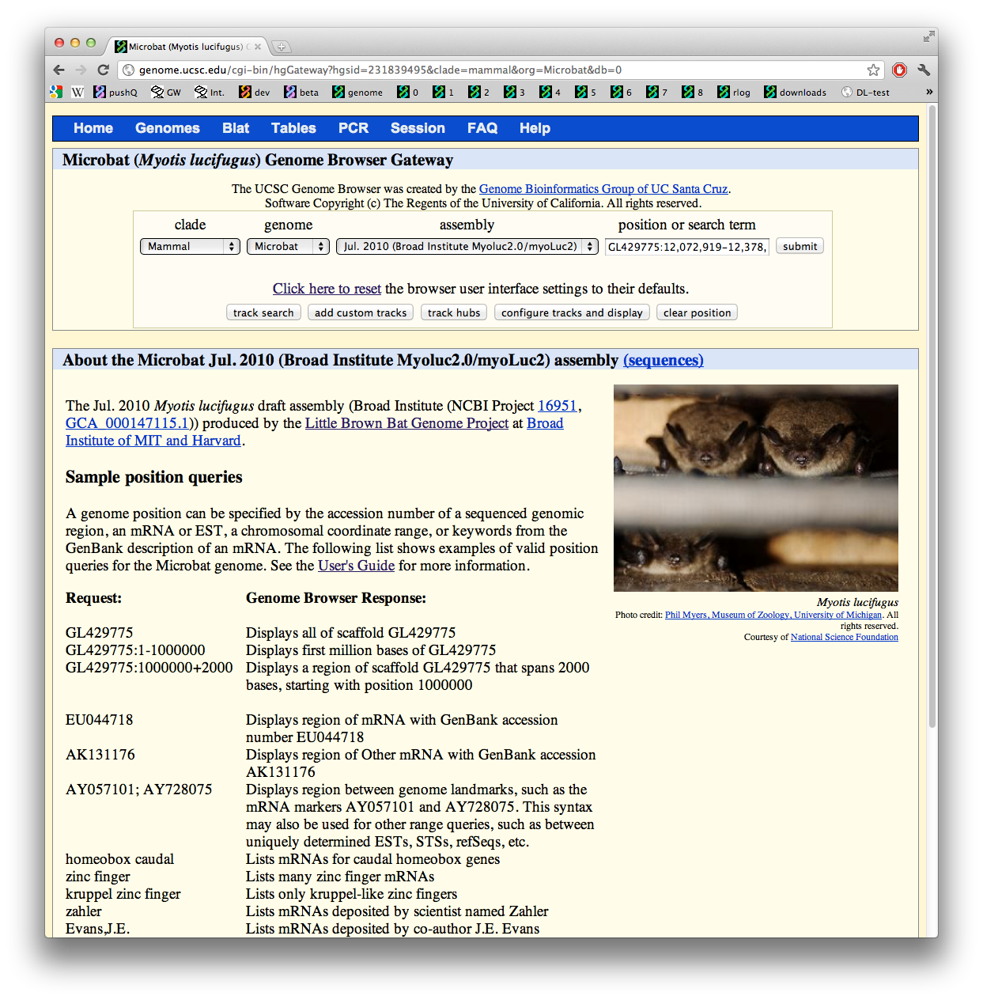 Microbat (Myotis lucifugus) G
genome.ucsc.edu/cgi-bin/hgGateway?hgsid=231839495&clade=mammal&org=Microbat&db=0
W pushQ GW Int. dev beta genome 0 1 2 3 4 5 6 7 8 rlog downloads DL-test »
Home Genomes Blat Tables PCR Session FAQ Help
Microbat (Myotis lucifugus) Genome Browser Gateway
The UCSC Genome Browser was created by the Genome Bioinformatics Group of UC Santa Cruz.
Software Copyright (c) The Regents of the University of California. All rights reserved.
clade genome assembly position or search term
Mammal Microbat Jul. 2010 (Broad Institute Myoluc2.0/myoLuc2) GL429775:12,072,919-12,378, submit
Click here to reset the browser user interface settings to their defaults.
track search add custom tracks track hubs configure tracks and display clear position
About the Microbat Jul. 2010 (Broad Institute Myoluc2.0/myoLuc2) assembly (sequences)
The Jul. 2010 Myotis lucifugus draft assembly (Broad Institute (NCBI Project 16951,
GCA_000147115.1)) produced by the Little Brown Bat Genome Project at Broad
Institute of MIT and Harvard.
Sample position queries
A genome position can be specified by the accession number of a sequenced genomic
region, an mRNA or EST, a chromosomal coordinate range, or keywords from the
GenBank description of an mRNA. The following list shows examples of valid position
queries for the Microbat genome. See the User's Guide for more information.
Myotis lucifugus
Photo credit: Phil Myers, Museum of Zoology, University of Michigan. All
rights reserved.
Courtesy of National Science Foundation
Request: Genome Browser Response:
GL429775 Displays all of scaffold GL429775
GL429775:1-1000000 Displays first million bases of GL429775
GL429775:1000000+2000 Displays a region of scaffold GL429775 that spans 2000
bases, starting with position 1000000
EU044718 Displays region of mRNA with GenBank accession
number EU044718
AK131176 Displays region of Other mRNA with GenBank accession
AK131176
AY057101; AY728075 Displays region between genome landmarks, such as the
mRNA markers AY057101 and AY728075. This syntax
may also be used for other range queries, such as between
uniquely determined ESTs, STSs, refSeqs, etc.
homeobox caudal Lists mRNAs for caudal homeobox genes
zinc finger Lists many zinc finger mRNAs
kruppel zinc finger Lists only kruppel-like zinc fingers
zahler Lists mRNAs deposited by scientist named Zahler
Evans,J.E. Lists mRNAs deposited by co-author J.E. Evans